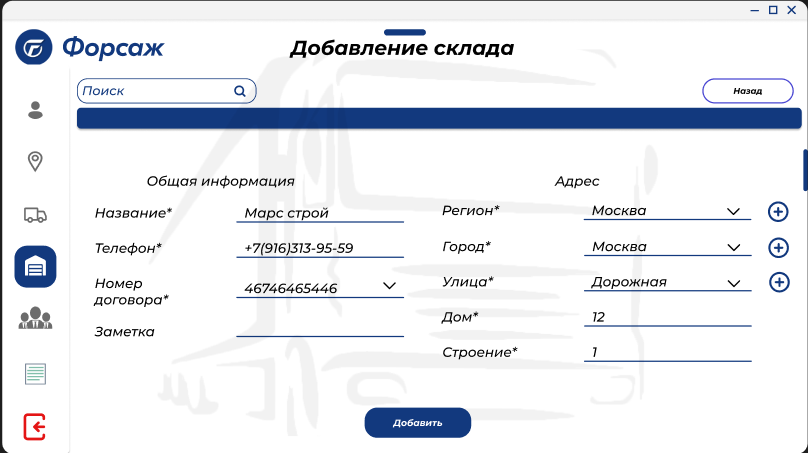 Форсаж
Добавление склада
Поиск
Назад
Общая информация
Название*
Марс строй
Телефон*
+7(916)313-95-59
Номер
договора*
46746465446
Заметка
Адрес
Регион*
Москва
Город*
Москва
Улица*
Дорожная
Дом*
12
Строение*
1
Добавить